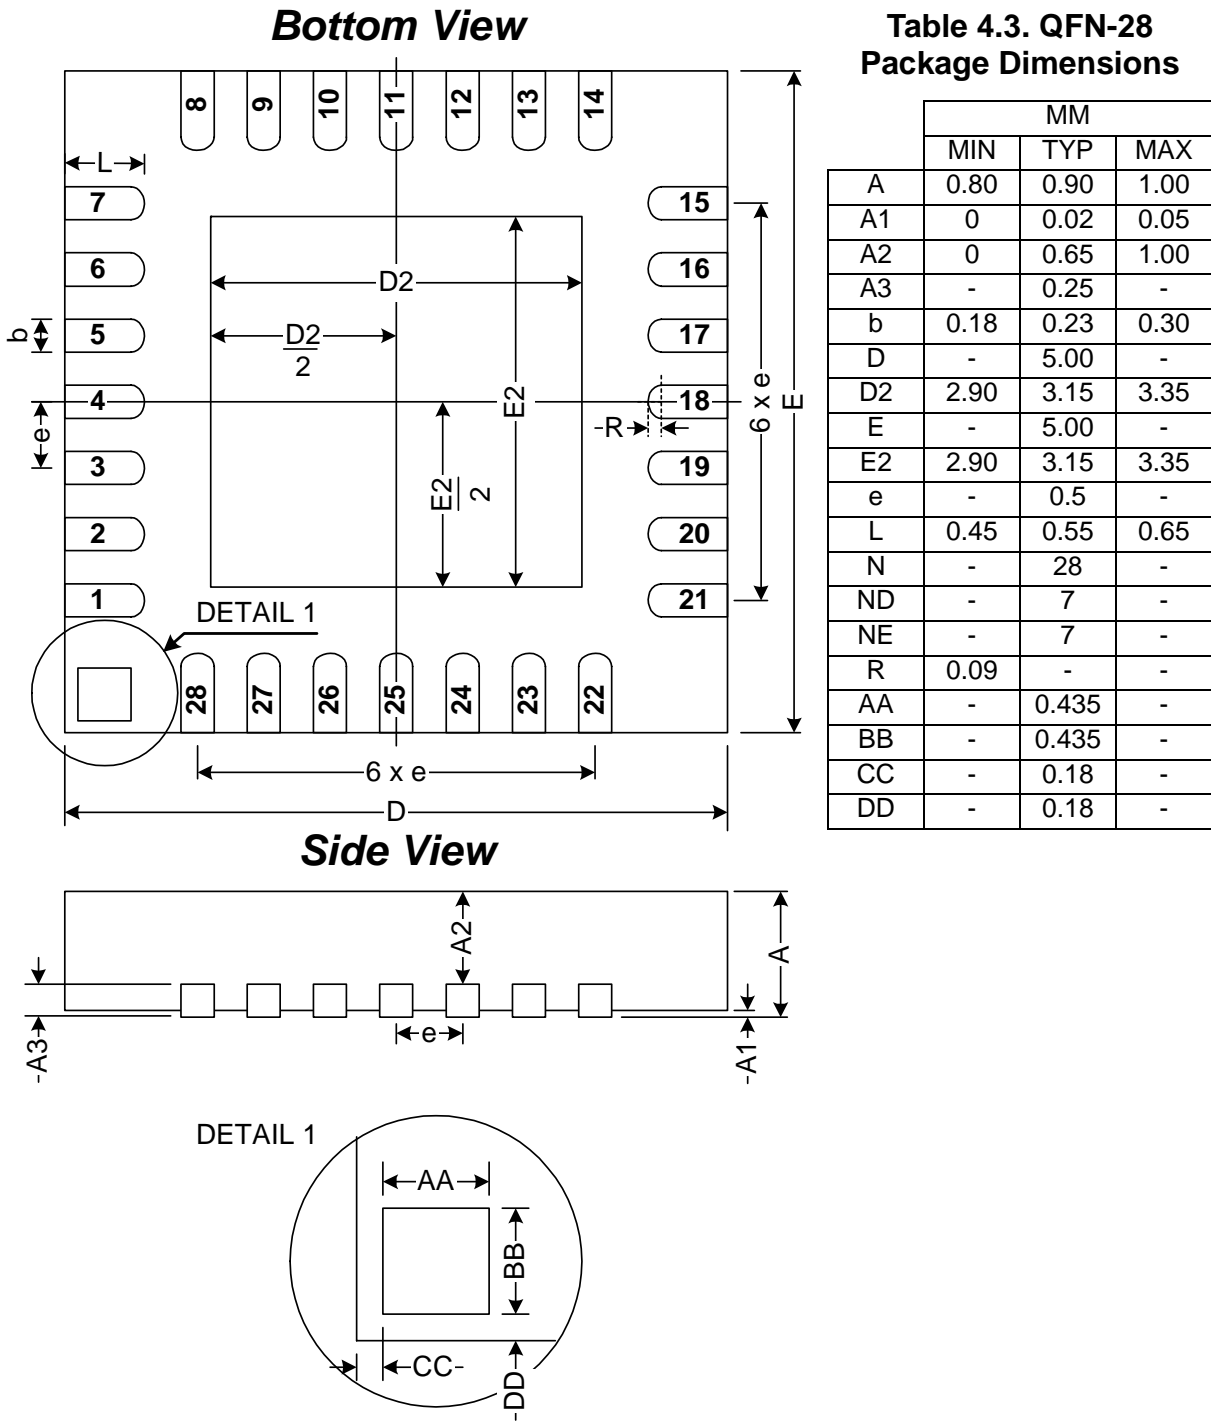 Bottom View
8 9 10 11 12 13 14
L
7
6
5
4
3
2
1
b
e
D2
D2
2
E2
E2
2
R
15
16
17
18
19
20
21
6 x e
E
DETAIL 1
28 27 26 25 24 23 22
6 x e
D
Side View
A2
A
A3
e
A1
DETAIL 1
AA
BB
CC
DD
Table 4.3. QFN-28
Package Dimensions
MM
MIN TYP MAX
A 0.80 0.90 1.00
A1 0 0.02 0.05
A2 0 0.65 1.00
A3 - 0.25 -
b 0.18 0.23 0.30
D - 5.00 -
D2 2.90 3.15 3.35
E - 5.00 -
E2 2.90 3.15 3.35
e - 0.5 -
L 0.45 0.55 0.65
N - 28 -
ND - 7 -
NE - 7 -
R 0.09 - -
AA - 0.435 -
BB - 0.435 -
CC - 0.18 -
DD - 0.18 -